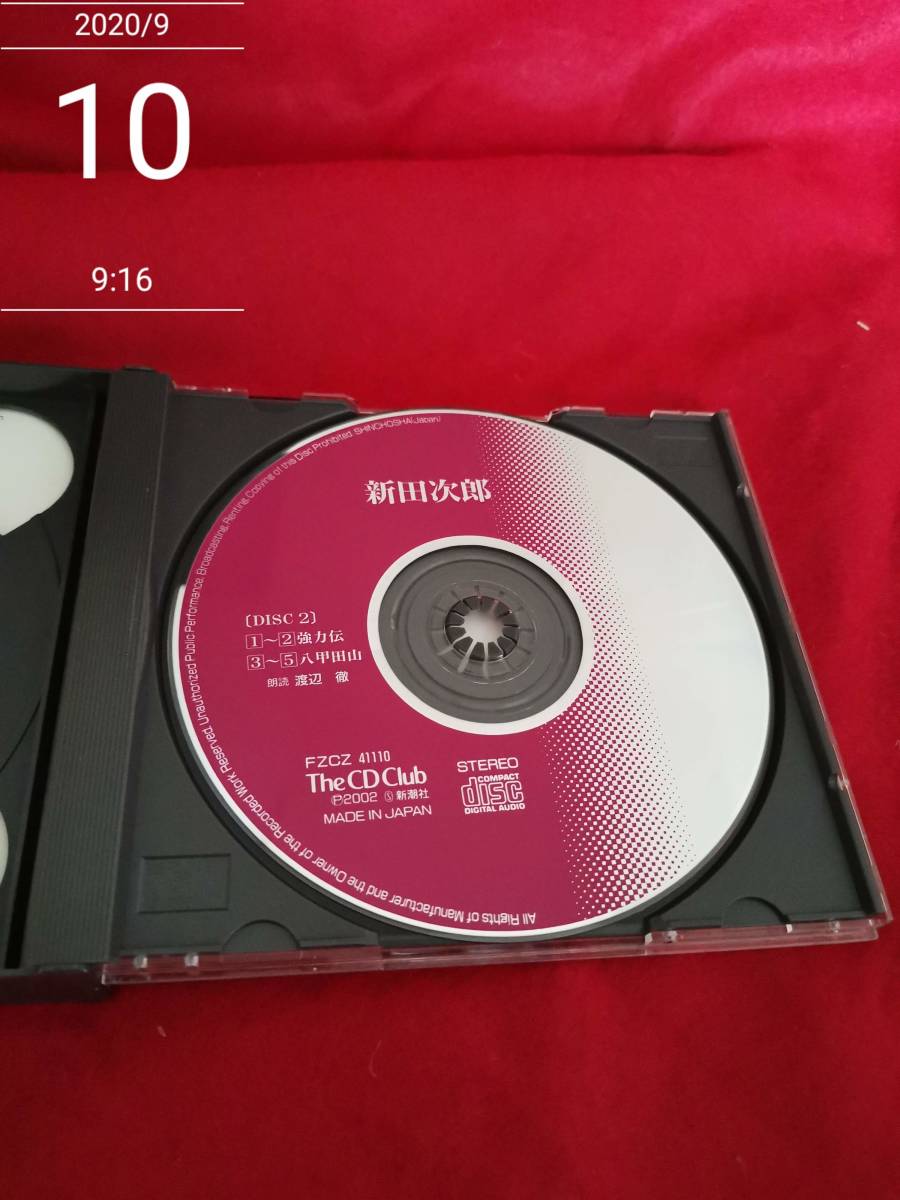 2020/9
10
9:16
新田次郎
[DISC 2]
1～2強力伝
3～5八甲田山
朗読 渡辺 徹
FZCZ 41110
The CD Club
Ⓟ2002 Ⓢ新潮社
MADE IN JAPAN
STEREO
COMPACT
disc
DIGITAL AUDIO
All Rights of Manufacturer and the Owner of the Recorded Work Reserved. Unauthorized Public Performance, Broadcasting, Renting, Copying of this Disc Prohibited. SHINCHOSHA(Japan)